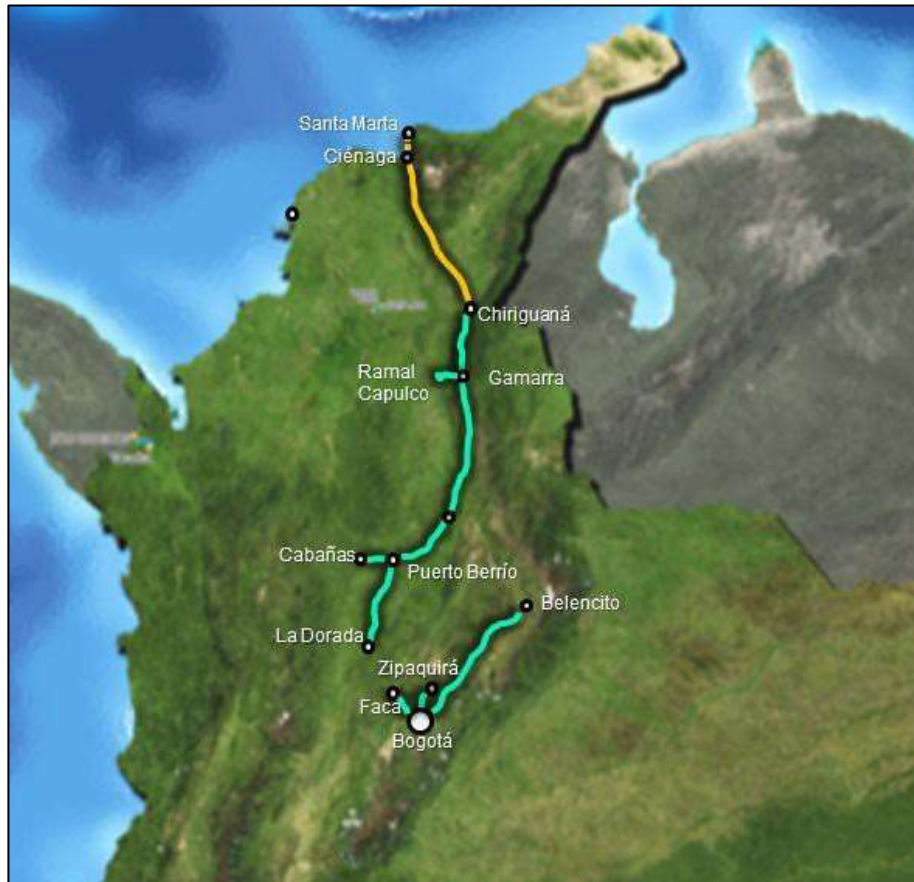 Santa Marta
Ciénaga
Chiriguaná
Ramal
Capulco
Gamarra
Cabañas
Puerto Berrío
Belencito
La Dorada
Zipaquirá
Faca
Bogotá